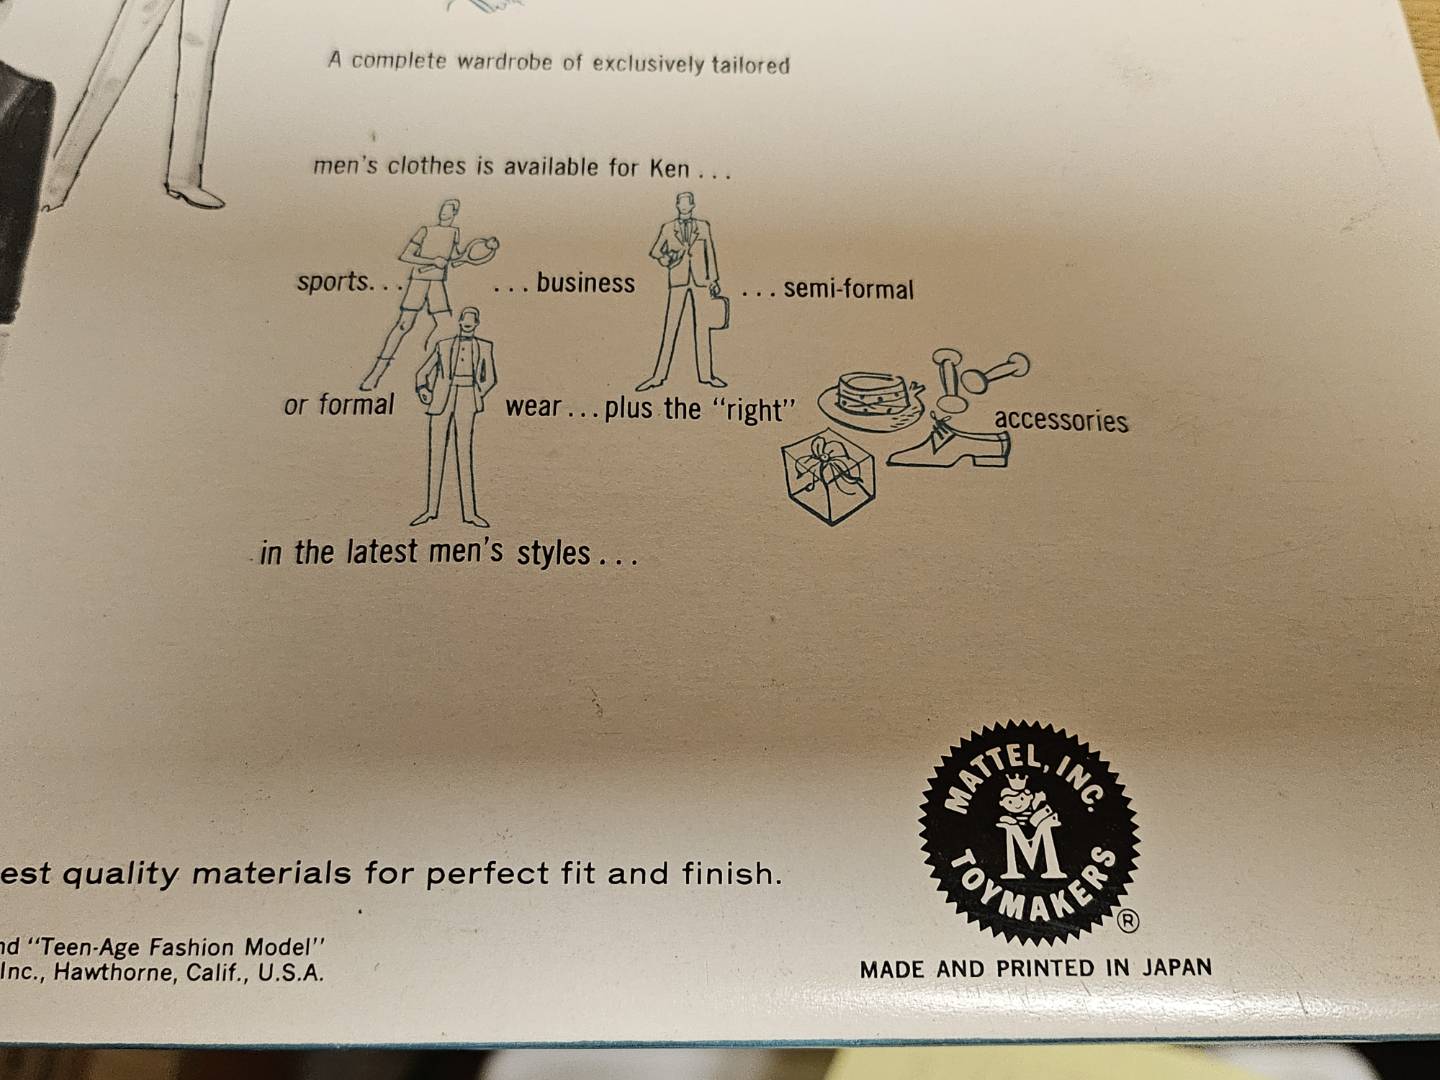 A complete wardrobe of exclusively tailored
men's clothes is available for Ken . . .
sports. . . . . . business . . . semi-formal
or formal wear . . . plus the "right" accessories
in the latest men's styles . . .
MATTEL, INC.
M
TOYMAKERS
®
est quality materials for perfect fit and finish.
nd "Teen-Age Fashion Model"
Inc., Hawthorne, Calif., U.S.A.
MADE AND PRINTED IN JAPAN